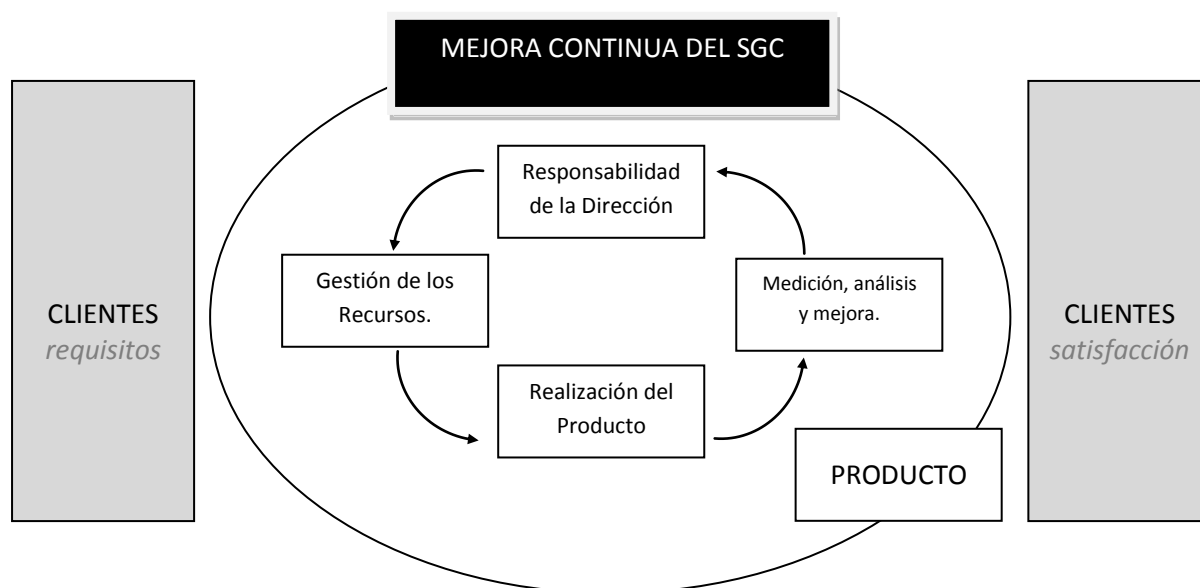 MEJORA CONTINUA DEL SGC
Responsabilidad
de la Dirección
Gestión de los
Recursos.
Medición, análisis
y mejora.
CLIENTES
requisitos
CLIENTES
satisfacción
Realización del
Producto
PRODUCTO